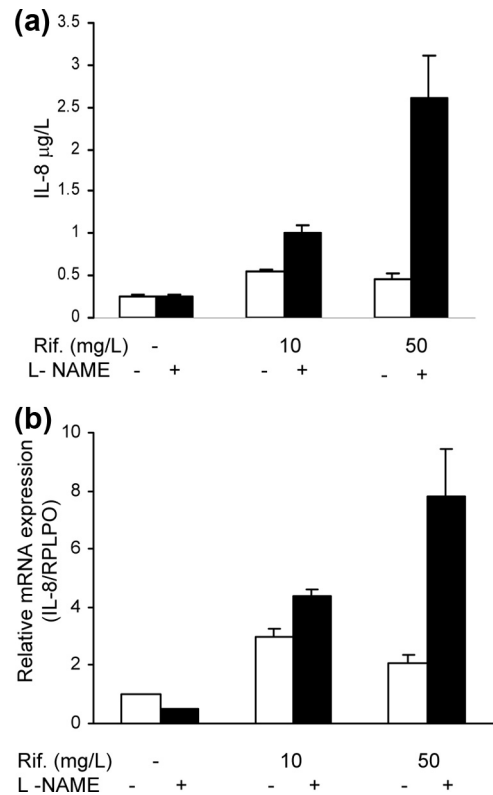 (a)
3.5
3
2.5
2
1.5
1
0.5
0
IL-8 µg/L
Rif. (mg/L) - 10 50
L- NAME - + - + - +
(b)
10
8
6
4
2
0
Relative mRNA expression
(IL-8/RPLPO)
Rif. (mg/L) - 10 50
L -NAME - + - + - +